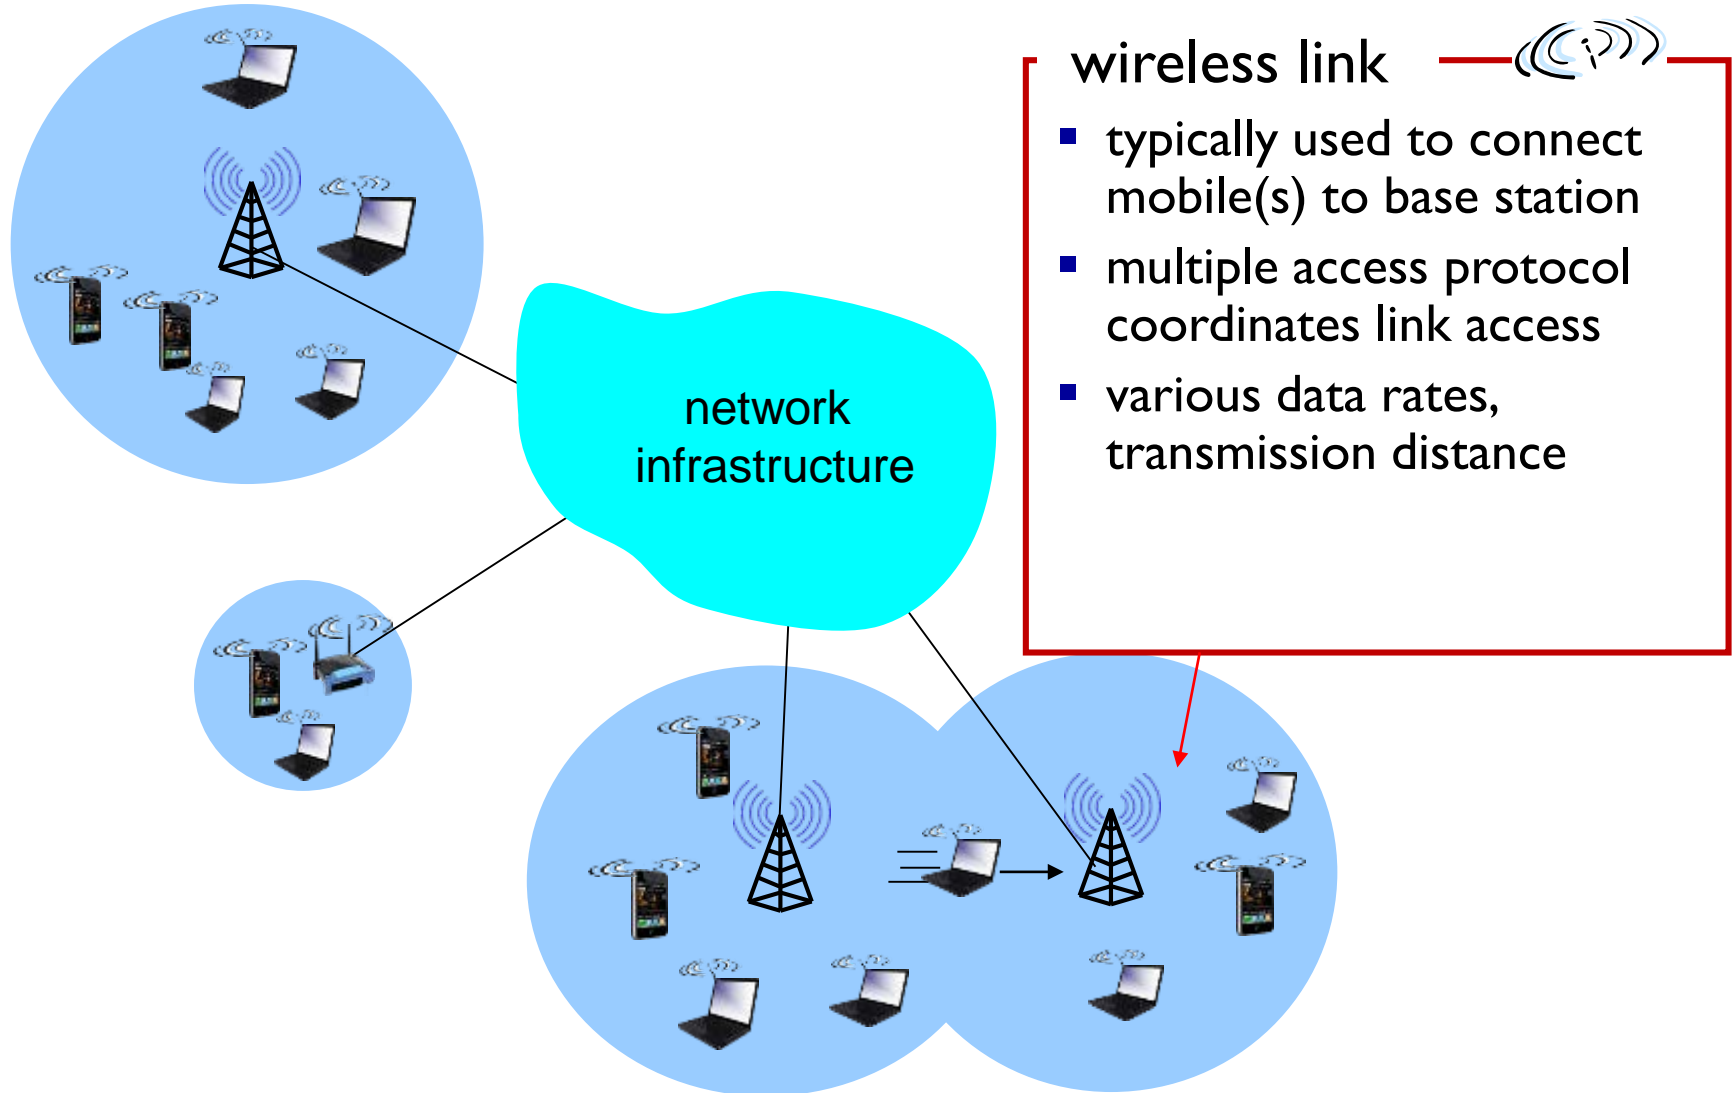 wireless link
typically used to connect
mobile(s) to base station
multiple access protocol
coordinates link access
various data rates,
transmission distance
network
infrastructure